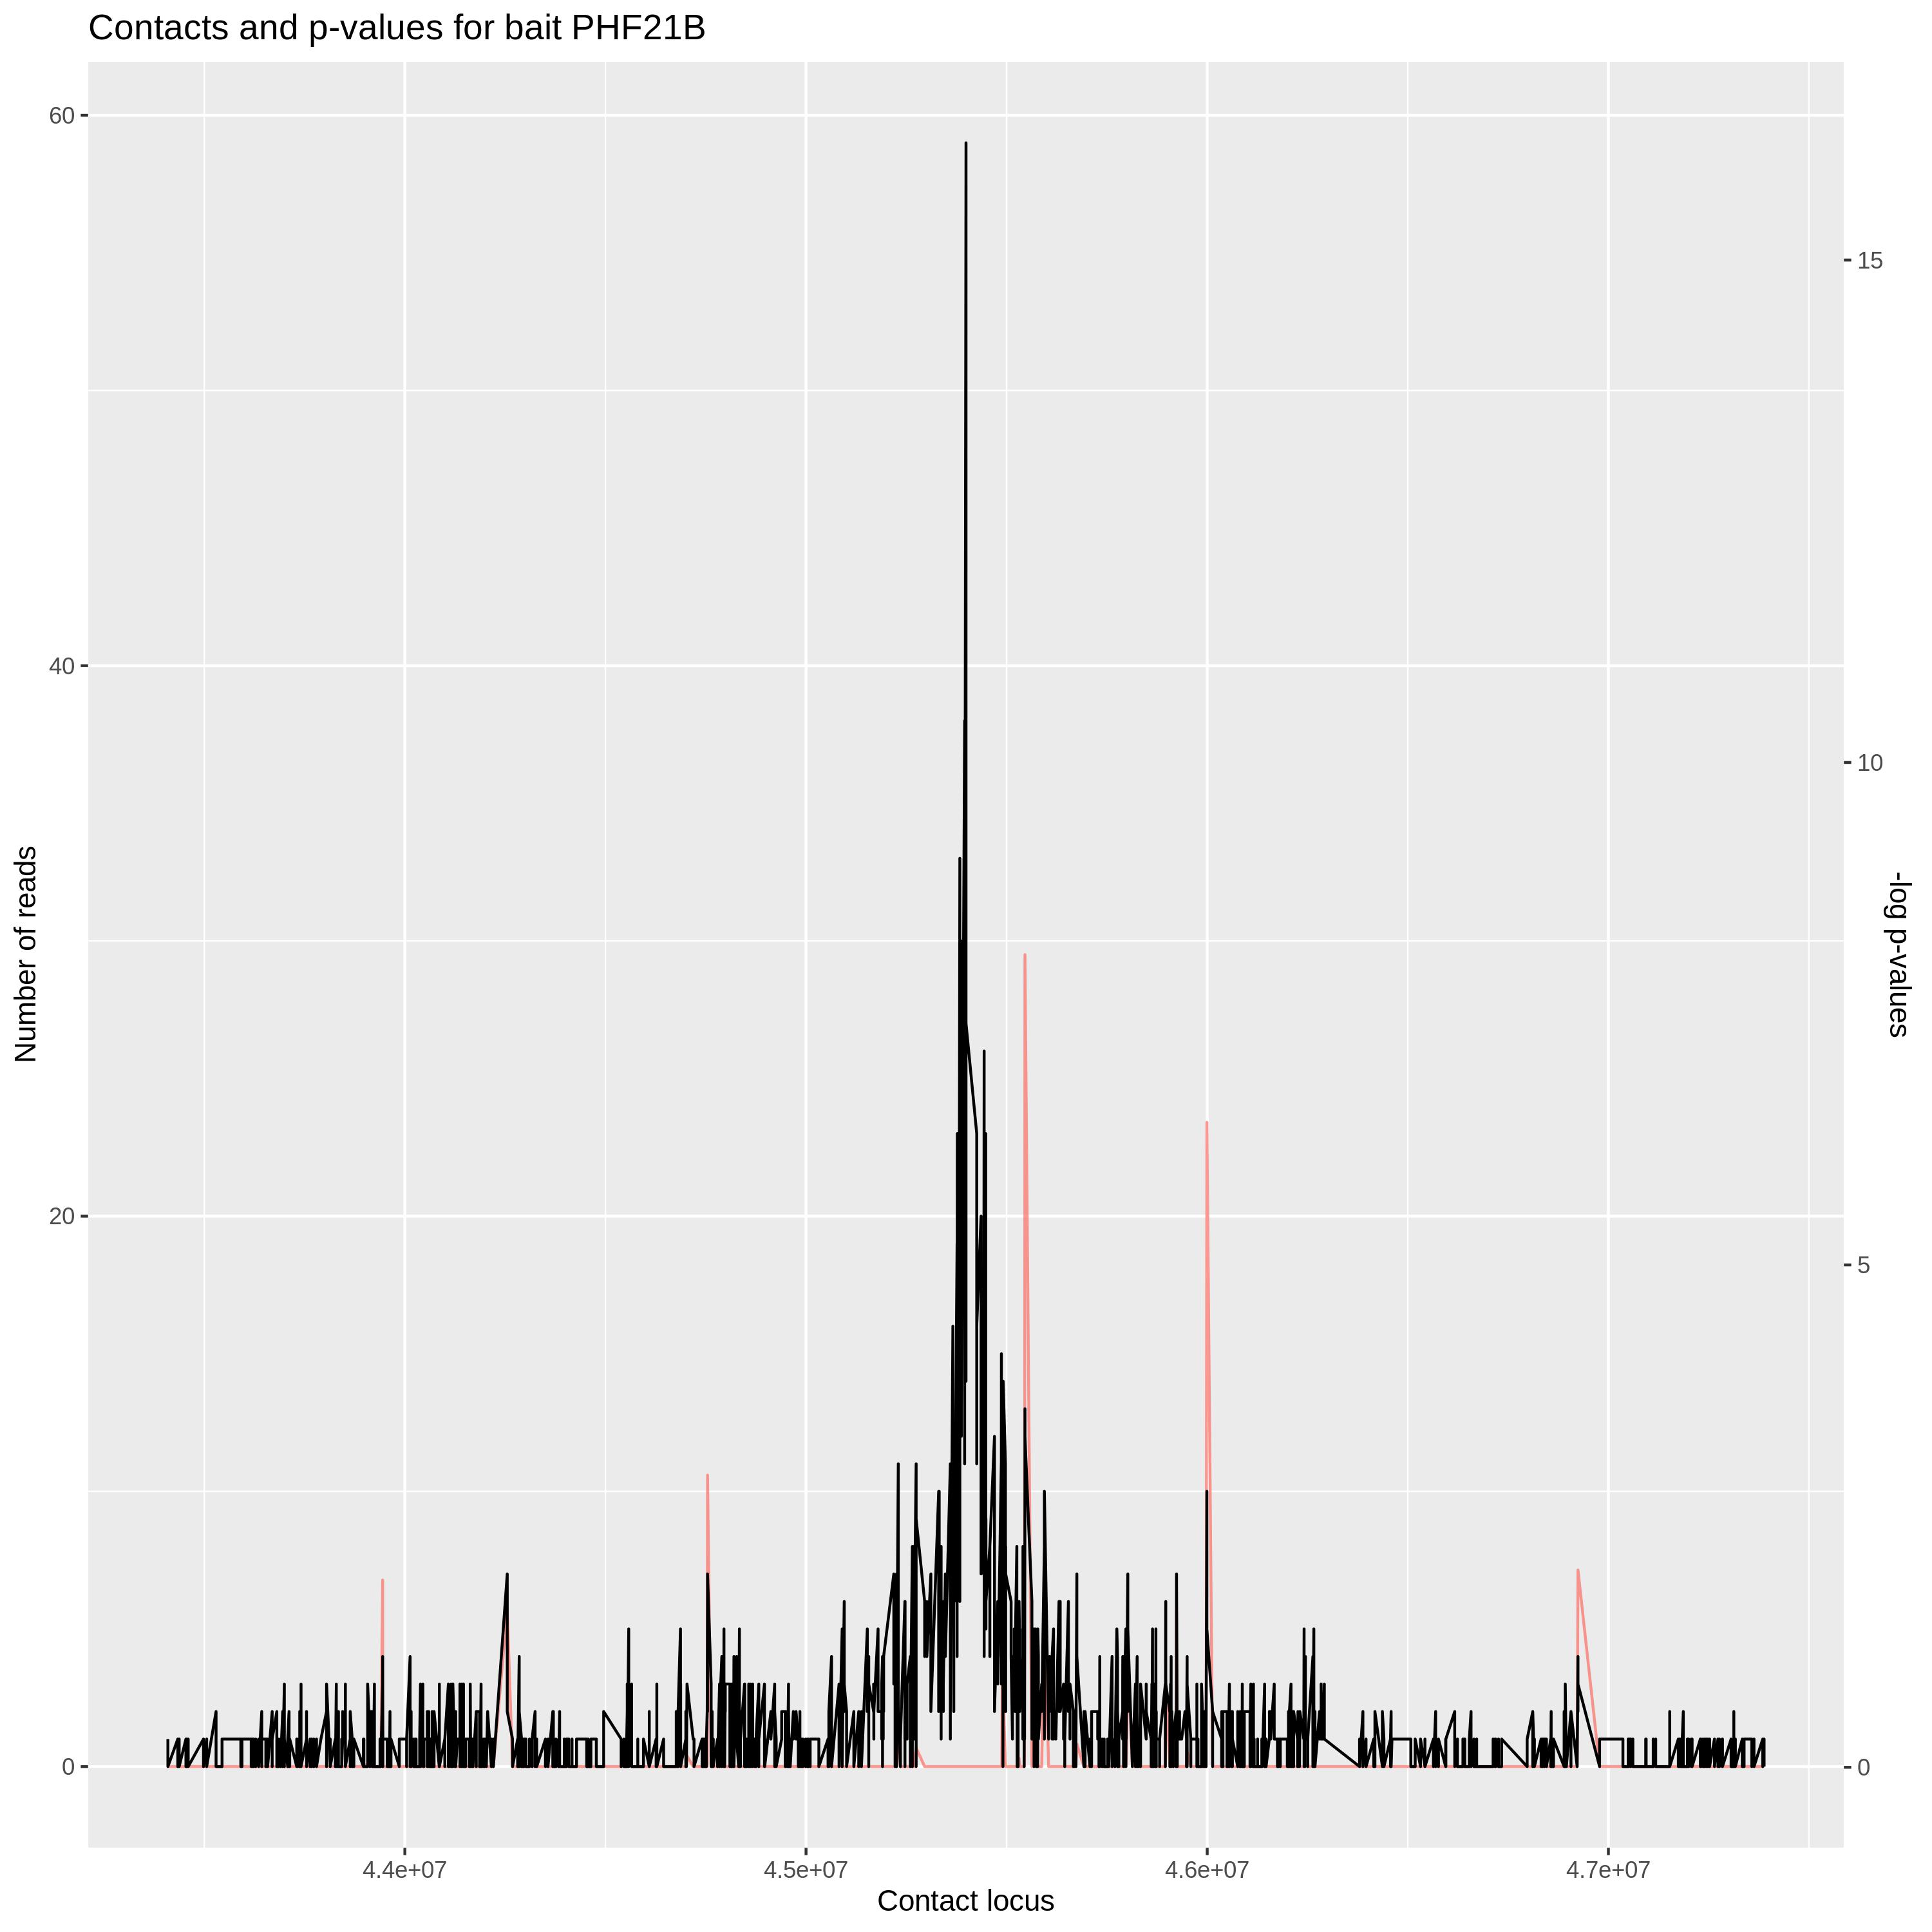 Contacts and p-values for bait PHF21B
60
40
20
0
Number of reads
15
10
5
0
-log p-values
4.4e+07
4.5e+07
4.6e+07
4.7e+07
Contact locus